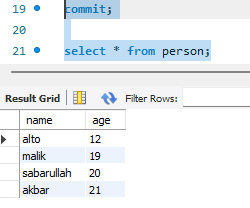 19 commit;
20
21 select * from person;
Result Grid Filter Rows:
name age
alto 12
malik 19
sabarullah 20
akbar 21